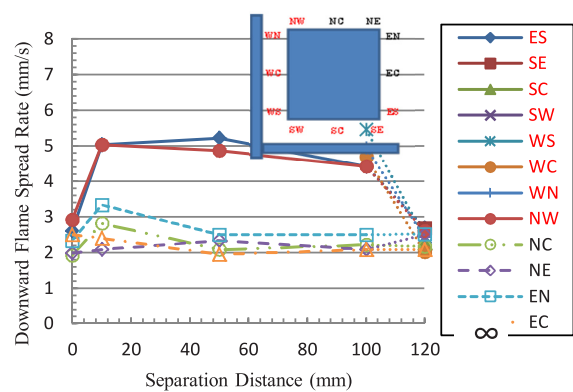 NW NC NE
WN EN
WC EC
WS ES
SW SC SE
Downward Flame Spread Rate (mm/s)
8
7
6
5
4
3
2
1
0
0 20 40 60 80 100 120
Separation Distance (mm)
ES
SE
SC
SW
WS
WC
WN
NW
NC
NE
EN
EC
∞